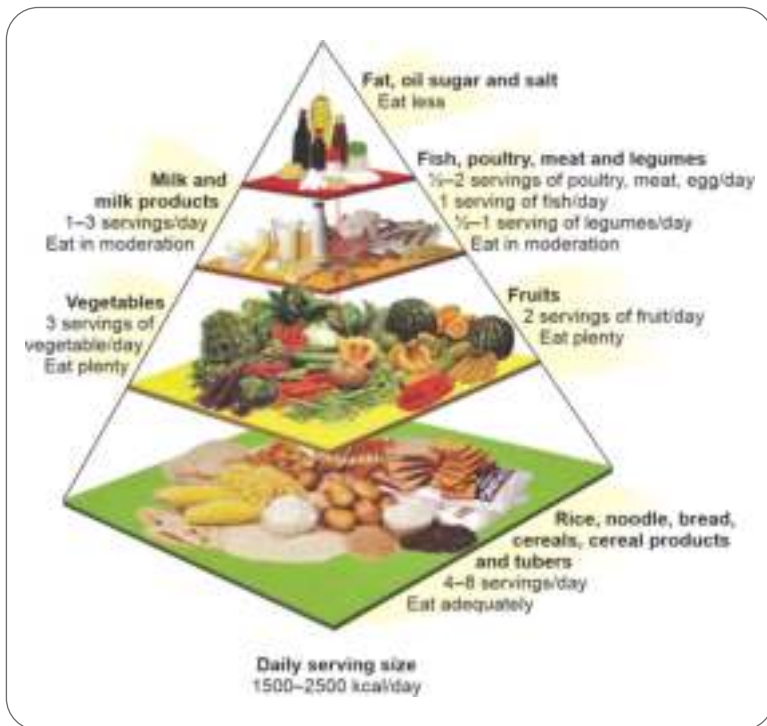 Fat, oil sugar and salt
Eat less
Fish, poultry, meat and legumes
½–2 servings of poultry, meat, egg/day
1 serving of fish/day
½–1 serving of legumes/day
Eat in moderation
Milk and
milk products
1–3 servings/day
Eat in moderation
Vegetables
3 servings of
vegetable/day
Eat plenty
Fruits
2 servings of fruit/day
Eat plenty
Rice, noodle, bread,
cereals, cereal products
and tubers
4–8 servings/day
Eat adequately
Daily serving size
1500–2500 kcal/day